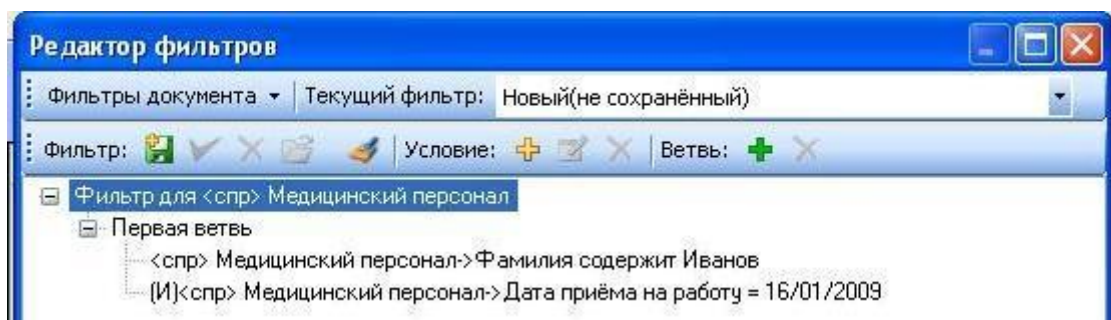 Редактор фильтров
Фильтры документа Текущий фильтр: Новый(не сохранённый)
Фильтр: Условие: Ветвь:
Фильтр для <спр> Медицинский персонал
Первая ветвь
<спр> Медицинский персонал->Фамилия содержит Иванов
(И)<спр> Медицинский персонал->Дата приёма на работу = 16/01/2009